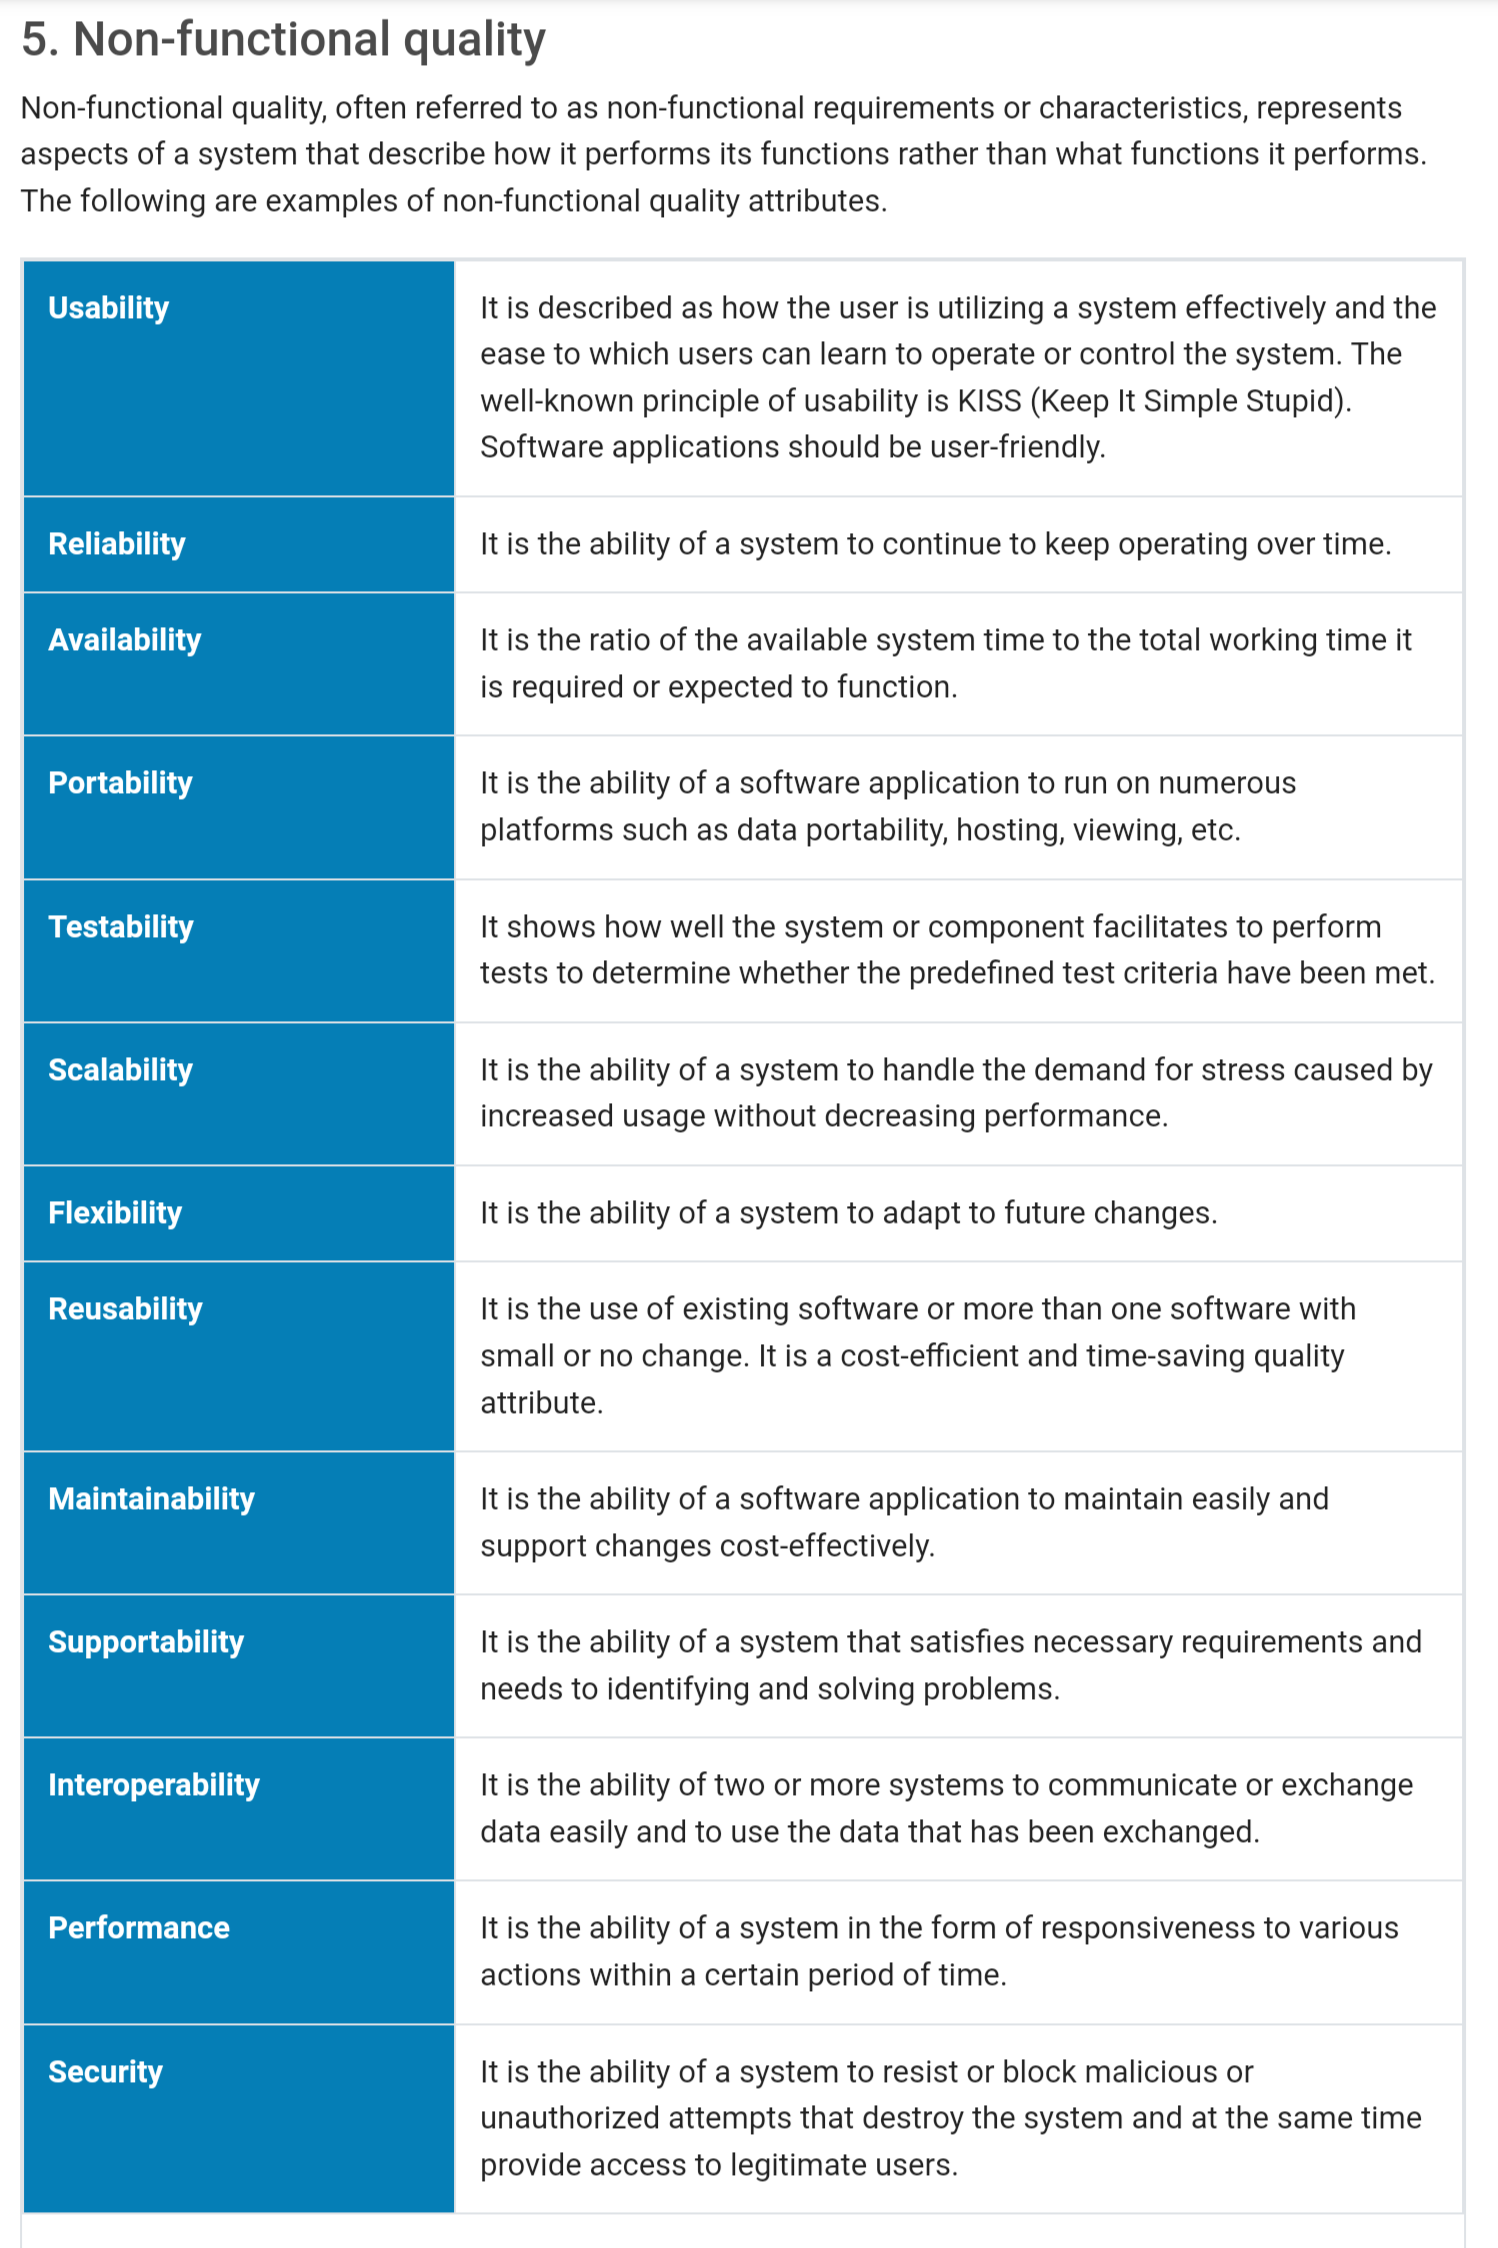 5. Non-functional quality
Non-functional quality, often referred to as non-functional requirements or characteristics, represents
aspects of a system that describe how it performs its functions rather than what functions it performs.
The following are examples of non-functional quality attributes.
Usability
It is described as how the user is utilizing a system effectively and the
ease to which users can learn to operate or control the system. The
well-known principle of usability is KISS (Keep It Simple Stupid).
Software applications should be user-friendly.
Reliability
It is the ability of a system to continue to keep operating over time.
Availability
It is the ratio of the available system time to the total working time it
is required or expected to function.
Portability
It is the ability of a software application to run on numerous
platforms such as data portability, hosting, viewing, etc.
Testability
It shows how well the system or component facilitates to perform
tests to determine whether the predefined test criteria have been met.
Scalability
It is the ability of a system to handle the demand for stress caused by
increased usage without decreasing performance.
Flexibility
It is the ability of a system to adapt to future changes.
Reusability
It is the use of existing software or more than one software with
small or no change. It is a cost-efficient and time-saving quality
attribute.
Maintainability
It is the ability of a software application to maintain easily and
support changes cost-effectively.
Supportability
It is the ability of a system that satisfies necessary requirements and
needs to identifying and solving problems.
Interoperability
It is the ability of two or more systems to communicate or exchange
data easily and to use the data that has been exchanged.
Performance
It is the ability of a system in the form of responsiveness to various
actions within a certain period of time.
Security
It is the ability of a system to resist or block malicious or
unauthorized attempts that destroy the system and at the same time
provide access to legitimate users.